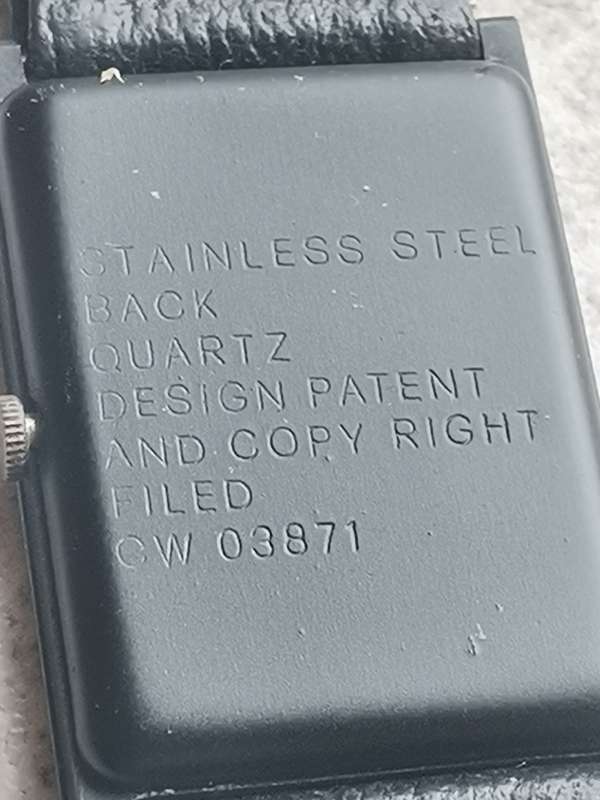 STAINLESS STEEL
BACK
QUARTZ
DESIGN PATENT
AND COPY RIGHT
FILED
CW 03871